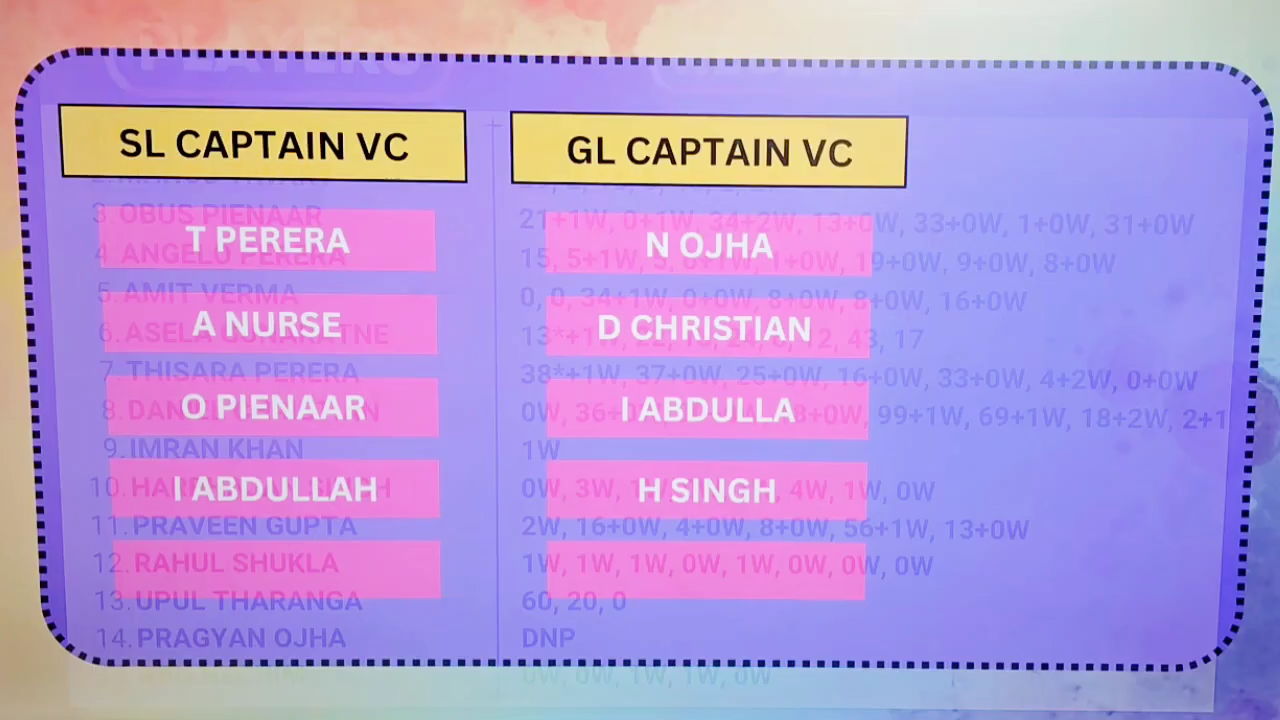 PLAYERS
SL CAPTAIN VC
GL CAPTAIN VC
3. OBUS PIENAAR
21+1W, 0+1W, 34+2W, 13+0W, 33+0W, 1+0W, 31+0W
T PERERA
N OJHA
4. ANGELO PERERA
15, 5+1W, 1+0W, 19+0W, 9+0W, 8+0W
5. AMIT VERMA
0, 0, 34+1W, 0+0W, 8+0W, 8+0W, 16+0W
A NURSE
D CHRISTIAN
6. ASELA GUNARATNE
17
7. THISARA PERERA
38*+1W, 37+0W, 25+0W, 16+0W, 33+0W, 4+2W, 0+0W
O PIENAAR
I ABDULLA
8.
0W, 99+1W, 69+1W, 18+2W, 2+1
9. IMRAN KHAN
1W
I ABDULLAH
H SINGH
10.
0W, 3W, 4W, 1W, 0W
11. PRAVEEN GUPTA
2W, 16+0W, 4+0W, 8+0W, 56+1W, 13+0W
12. RAHUL SHUKLA
1W, 1W, 1W, 0W, 1W, 0W, 0W, 0W
13. UPUL THARANGA
60, 20, 0
14. PRAGYAN OJHA
DNP
0W, 0W, 1W, 1W, 0W